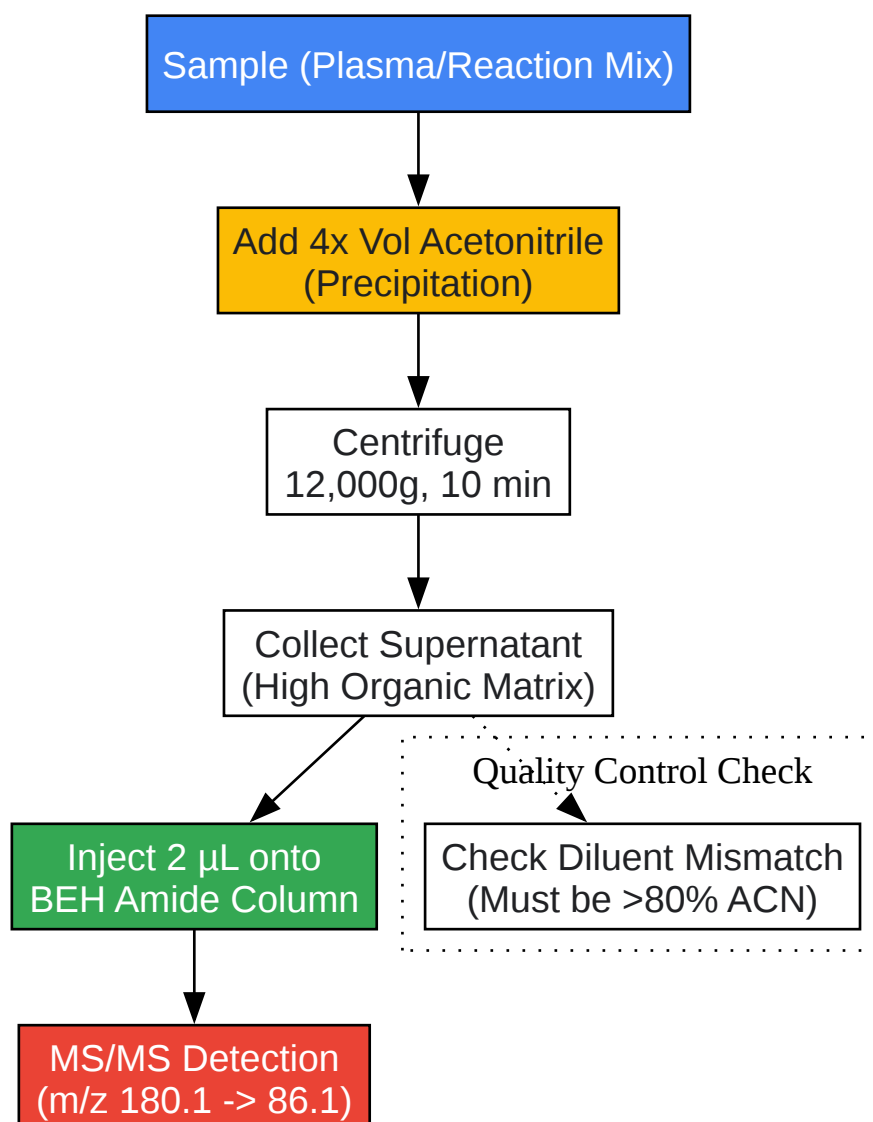 Sample (Plasma/Reaction Mix)
Add 4x Vol Acetonitrile
(Precipitation)
Centrifuge
12,000g, 10 min
Collect Supernatant
(High Organic Matrix)
Quality Control Check
Inject 2 µL onto
BEH Amide Column
Check Diluent Mismatch
(Must be >80% ACN)
MS/MS Detection
(m/z 180.1 -> 86.1)